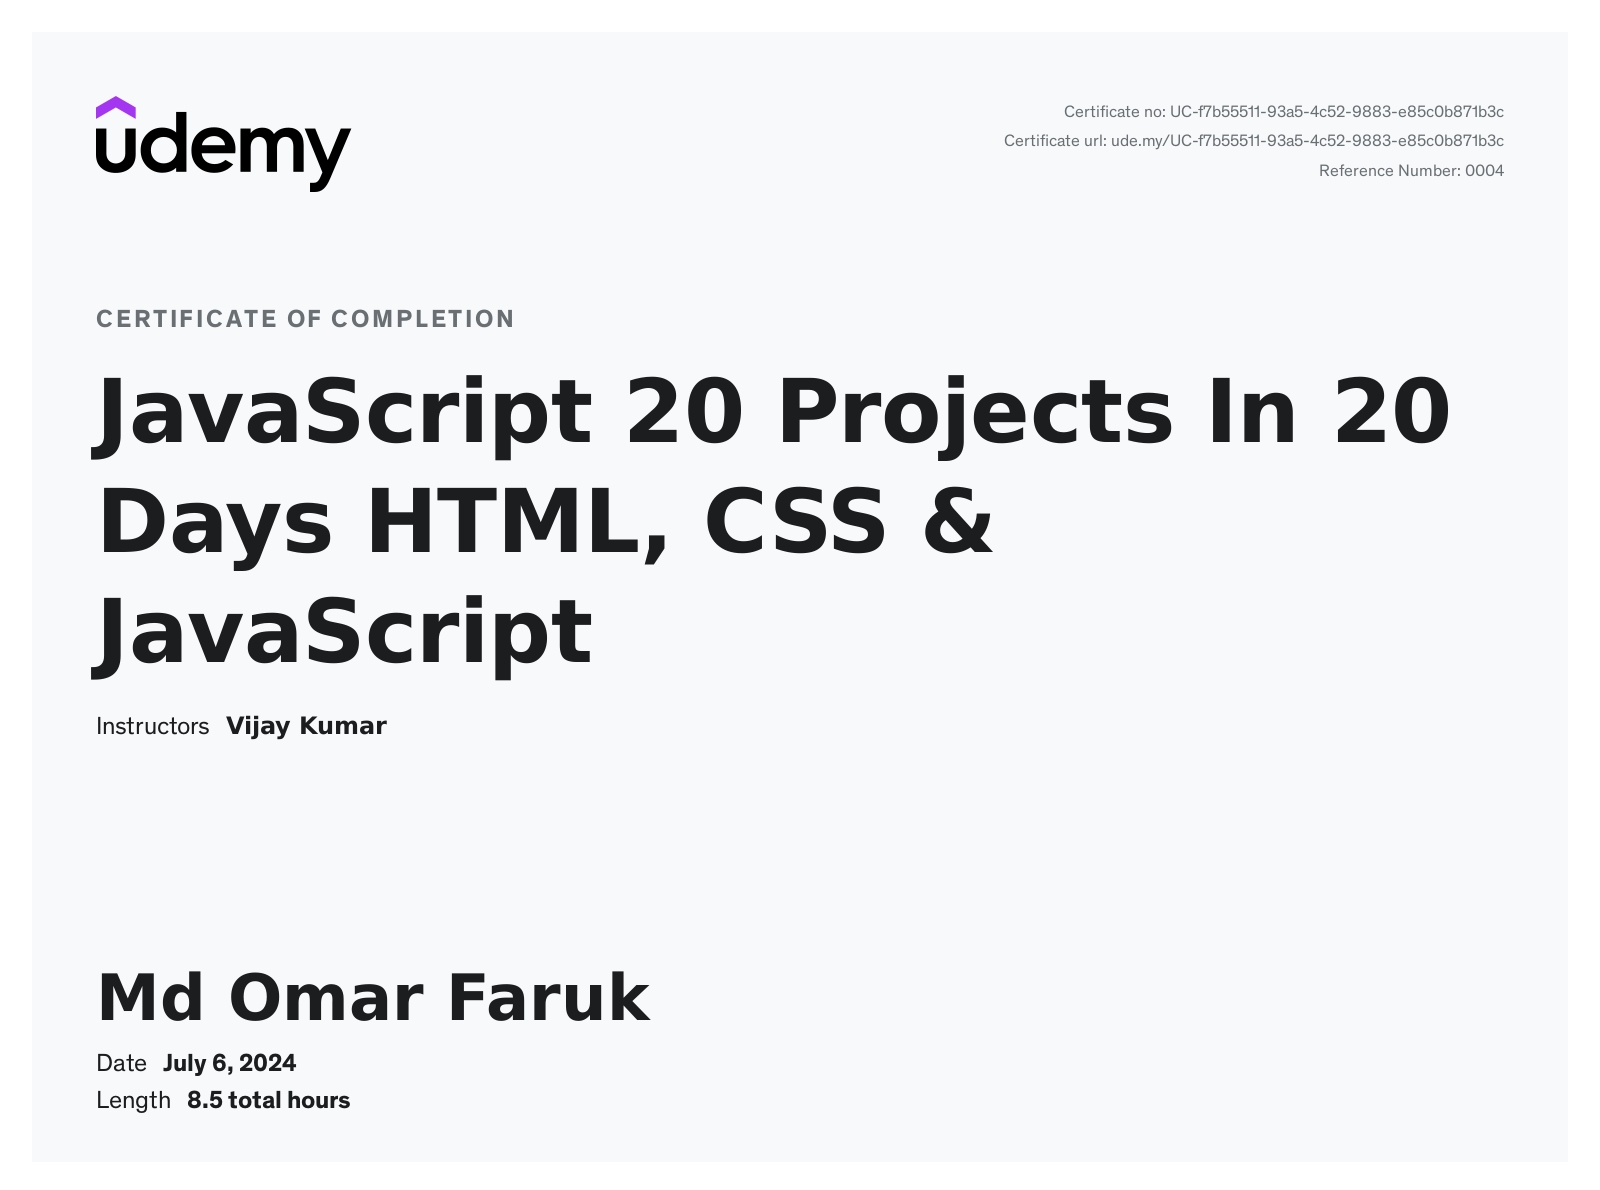 udemy
Certificate no: UC-f7b55511-93a5-4c52-9883-e85c0b871b3c
Certificate url: ude.my/UC-f7b55511-93a5-4c52-9883-e85c0b871b3c
Reference Number: 0004
CERTIFICATE OF COMPLETION
JavaScript 20 Projects In 20
Days HTML, CSS &
JavaScript
Instructors Vijay Kumar
Md Omar Faruk
Date July 6, 2024
Length 8.5 total hours